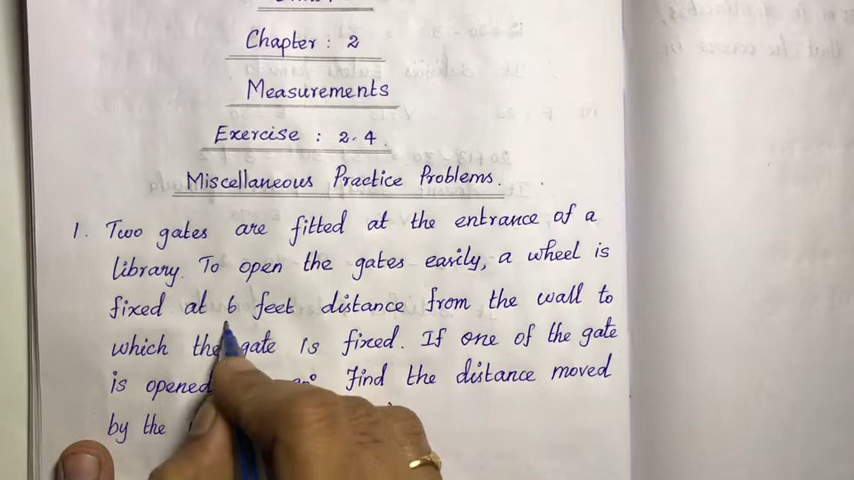 Chapter : 2
Measurements
Exercise : 2.4.
Miscellaneous Practice Problems.
1. Two gates are fitted at the entrance of a
library. To open the gates easily, a wheel is
fixed at 6 feet distance from the wall to
which the gate is fixed. If one of the gate
is opened Find the distance moved
by the